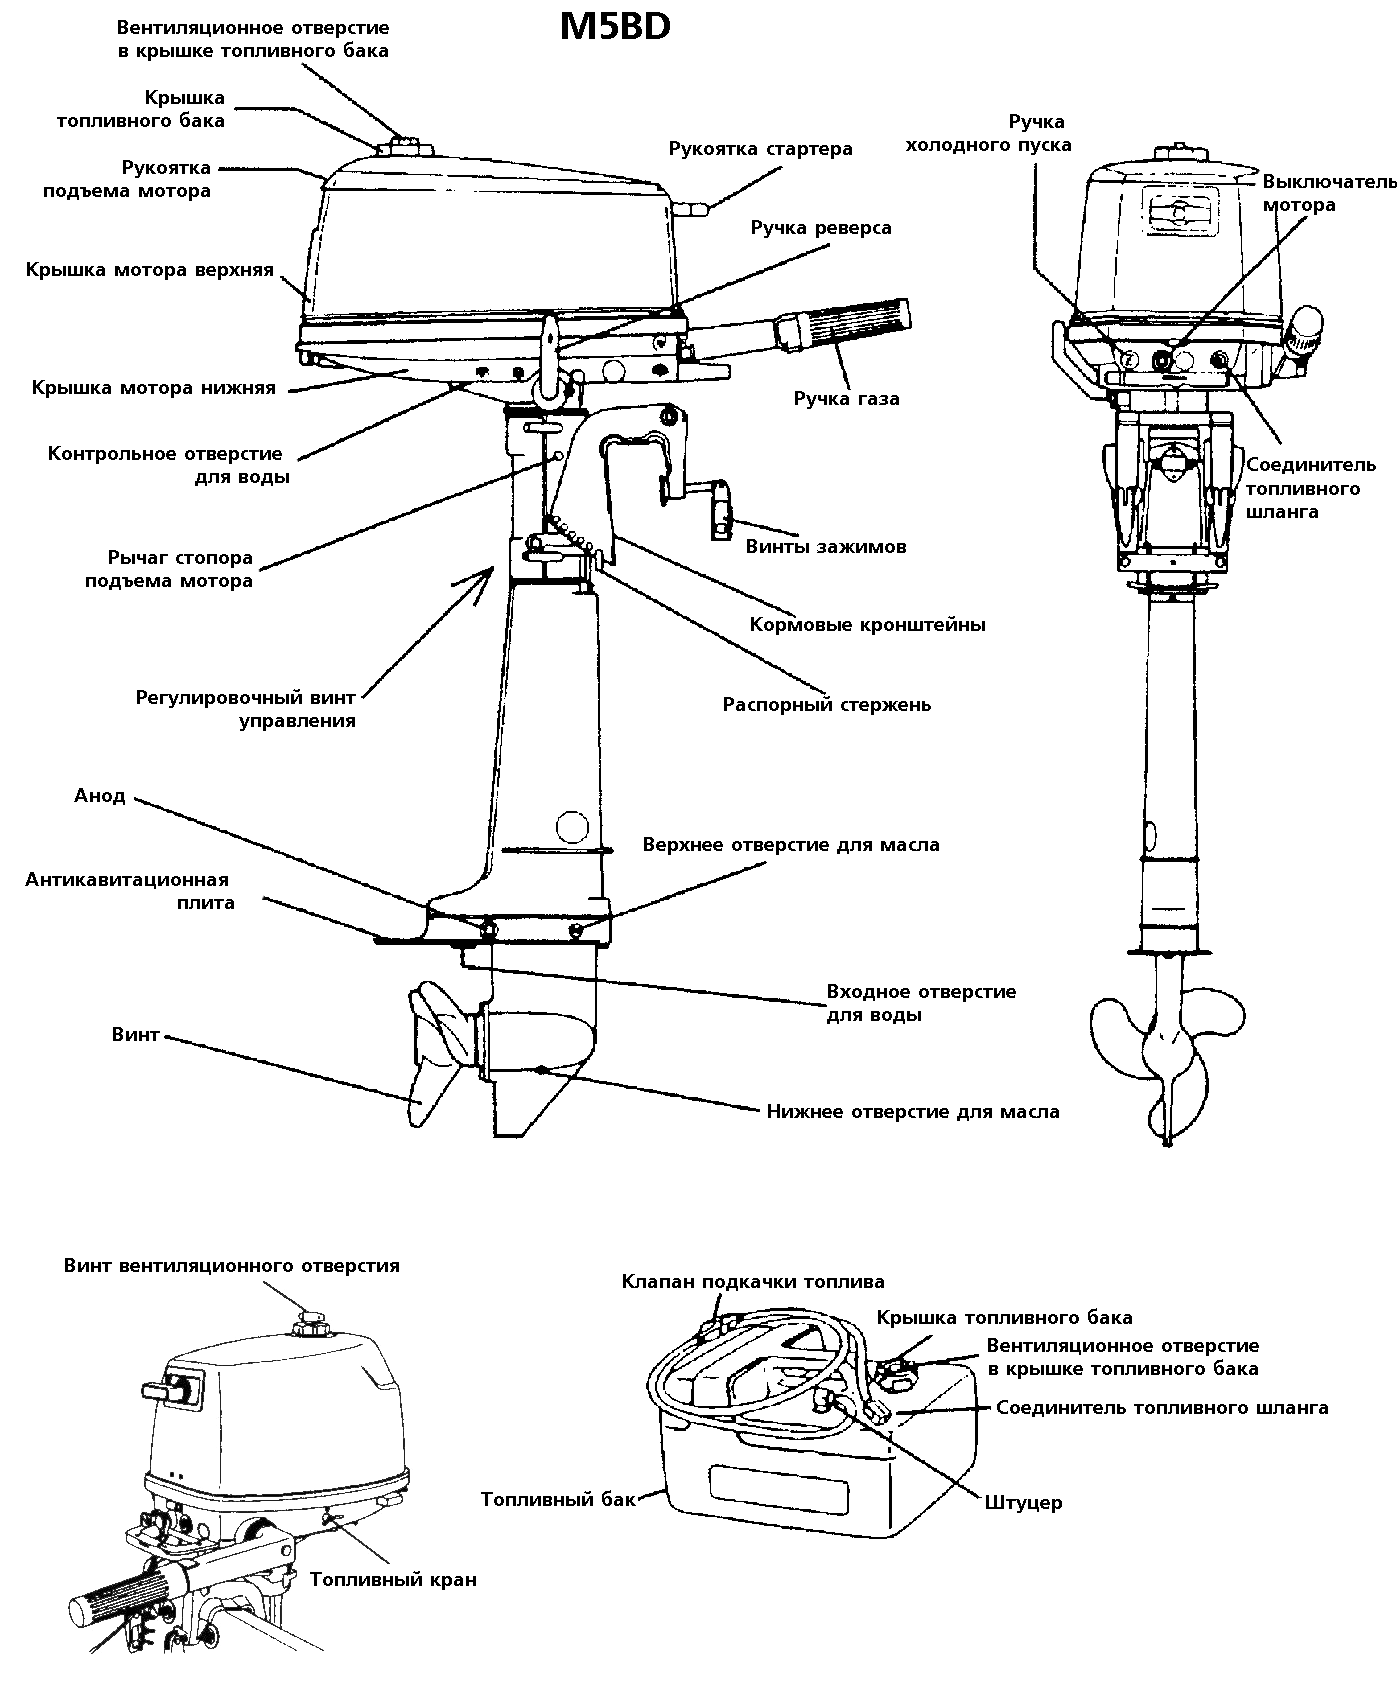 M5BD
Вентиляционное отверстие
в крышке топливного бака
Крышка
топливного бака
Рукоятка
подъема мотора
Крышка мотора верхняя
Крышка мотора нижняя
Контрольное отверстие
для воды
Рычаг стопора
подъема мотора
Регулировочный винт
управления
Анод
Антикавитационная
плита
Винт
Рукоятка стартера
Ручка реверса
Ручка газа
Винты зажимов
Кормовые кронштейны
Распорный стержень
Верхнее отверстие для масла
Входное отверстие
для воды
Нижнее отверстие для масла
Ручка
холодного пуска
Выключатель
мотора
Соединитель
топливного
шланга
Винт вентиляционного отверстия
Топливный кран
Клапан подкачки топлива
Крышка топливного бака
Вентиляционное отверстие
в крышке топливного бака
Соединитель топливного шланга
Топливный бак
Штуцер